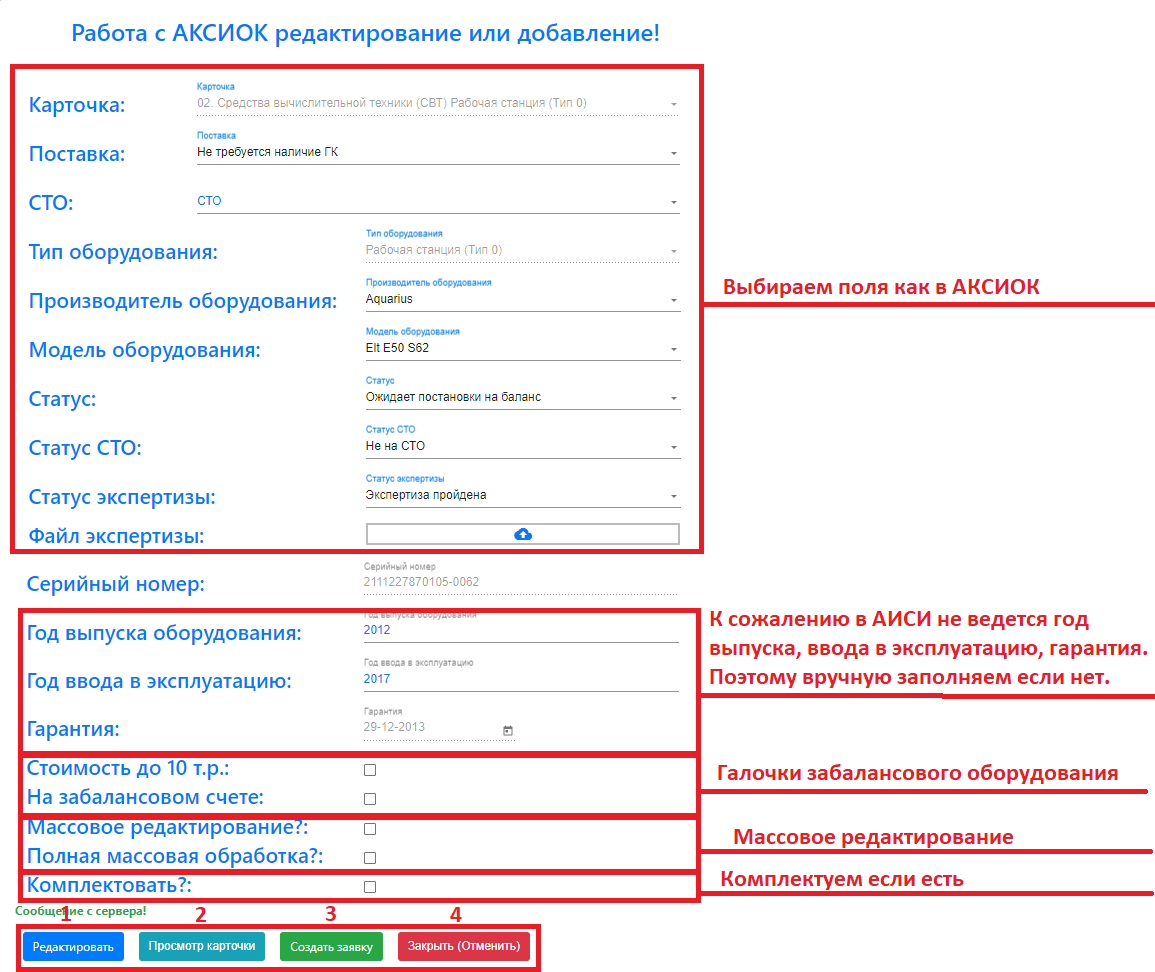 Работа с АКСИОК редактирование или добавление!
Карточка:
Карточка
02. Средства вычислительной техники (СВТ) Рабочая станция (Тип 0)
Поставка:
Поставка
Не требуется наличие ГК
СТО:
СТО
Тип оборудования:
Тип оборудования
Рабочая станция (Тип 0)
Производитель оборудования:
Производитель оборудования
Aquarius
Выбираем поля как в АКСИОК
Модель оборудования:
Модель оборудования
Elt E50 S62
Статус:
Статус
Ожидает постановки на баланс
Статус СТО:
Статус СТО
Не на СТО
Статус экспертизы:
Статус экспертизы
Экспертиза пройдена
Файл экспертизы:
Серийный номер:
Серийный номер
2111227870105-0062
Год выпуска оборудования:
Год выпуска оборудования
2012
К сожалению в АИСИ не ведется год
выпуска, ввода в эксплуатацию, гарантия.
Поэтому вручную заполняем если нет.
Год ввода в эксплуатацию:
Год ввода в эксплуатацию
2017
Гарантия:
Гарантия
29-12-2013
Стоимость до 10 т.р.:
На забалансовом счете:
Галочки забалансового оборудования
Массовое редактирование?:
Полная массовая обработка?:
Массовое редактирование
Комплектовать?:
Комплектуем если есть
Сообщение с сервера!
1 2 3 4
Редактировать Просмотр карточки Создать заявку Закрыть (Отменить)